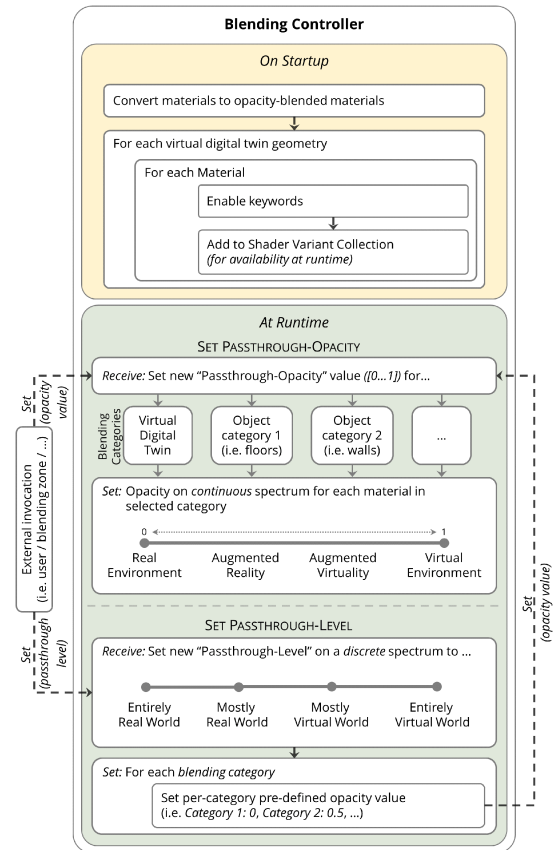 Blending Controller
On Startup
Convert materials to opacity-blended materials
For each virtual digital twin geometry
For each Material
Enable keywords
Add to Shader Variant Collection
(for availability at runtime)
At Runtime
SET PASSTHROUGH-OPACITY
Receive: Set new “Passthrough-Opacity” value ([0...1]) for...
Set
(opacity
value)
Blending
Categories
Virtual
Digital
Twin
Object
category 1
(i.e. floors)
Object
category 2
(i.e. walls)
...
Set: Opacity on continuous spectrum for each material in
selected category
0
1
Real
Environment
Augmented
Reality
Augmented
Virtuality
Virtual
Environment
External invocation
(i.e. user / blending zone / ...)
Set
(passthrough
level)
SET PASSTHROUGH-LEVEL
Receive: Set new “Passthrough-Level” on a discrete spectrum to ...
Entirely
Real World
Mostly
Real World
Mostly
Virtual World
Entirely
Virtual World
Set: For each blending category
Set per-category pre-defined opacity value
(i.e. Category 1: 0, Category 2: 0.5, ...)
Set
(opacity value)